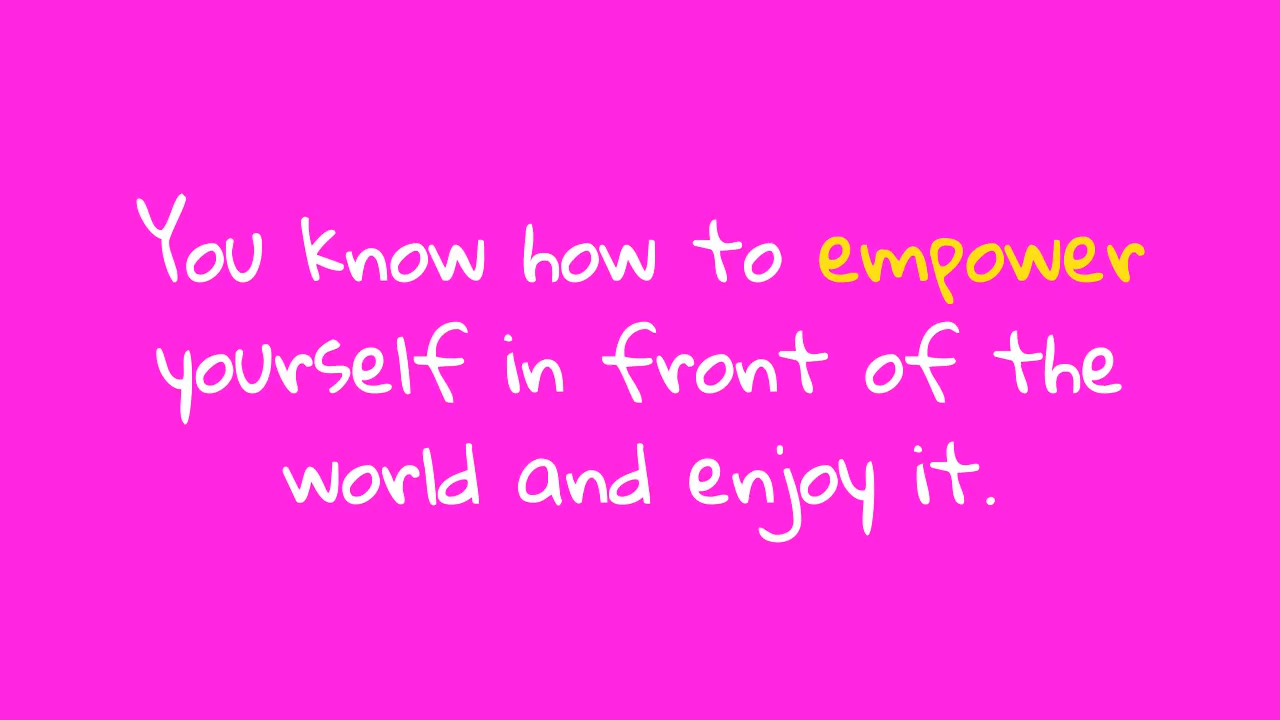 You know how to empower
yourself in front of the
world and enjoy it.